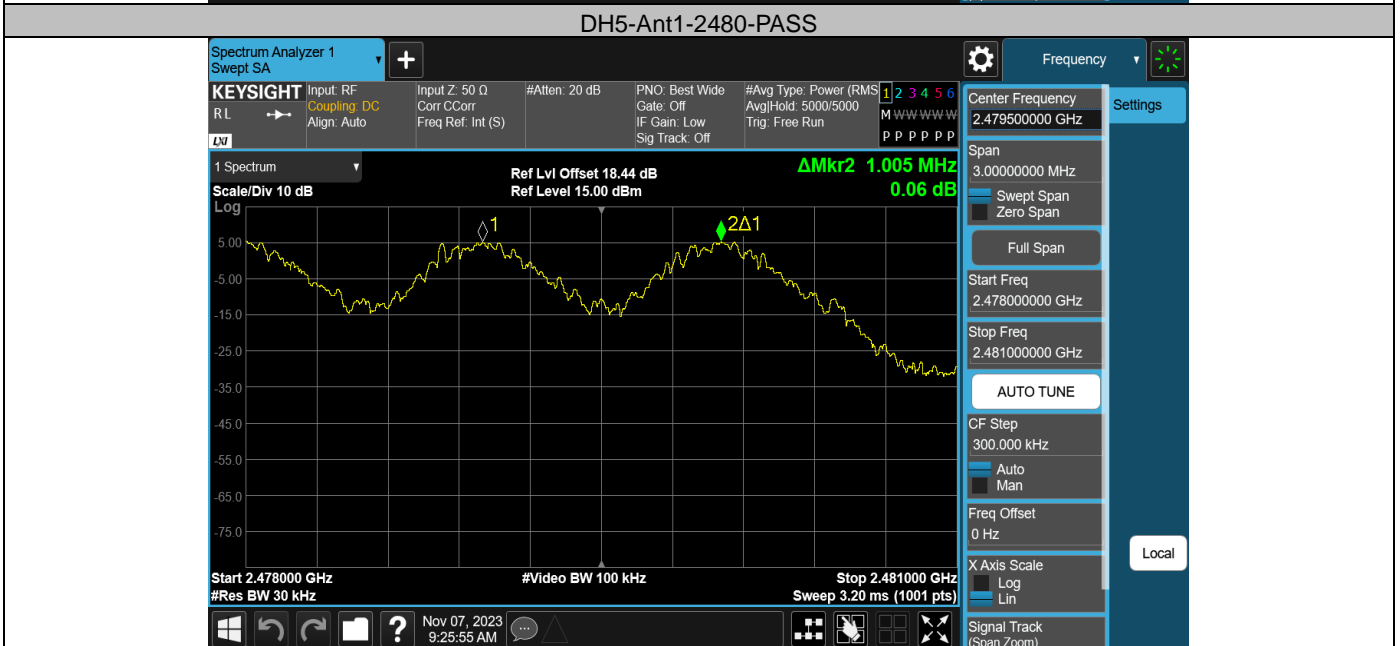 DH5-Ant1-2480-PASS
Spectrum Analyzer 1
Swept SA
Frequency
KEYSIGHT
R L
LXI
Input: RF
Coupling: DC
Align: Auto
Input Z: 50 Ω
Corr CCorr
Freq Ref: Int (S)
#Atten: 20 dB
PNO: Best Wide
Gate: Off
IF Gain: Low
Sig Track: Off
#Avg Type: Power (RMS
Avg|Hold: 5000/5000
Trig: Free Run
1 2 3 4 5 6
M W W W W W
P P P P P P
1 Spectrum
Scale/Div 10 dB
Log
Ref Lvl Offset 18.44 dB
Ref Level 15.00 dBm
ΔMkr2 1.005 MHz
0.06 dB
1
2Δ1
5.00
-5.00
-15.0
-25.0
-35.0
-45.0
-55.0
-65.0
-75.0
Start 2.478000 GHz
#Res BW 30 kHz
#Video BW 100 kHz
Stop 2.481000 GHz
Sweep 3.20 ms (1001 pts)
Center Frequency
2.479500000 GHz
Settings
Span
3.00000000 MHz
Swept Span
Zero Span
Full Span
Start Freq
2.478000000 GHz
Stop Freq
2.481000000 GHz
AUTO TUNE
CF Step
300.000 kHz
Auto
Man
Freq Offset
0 Hz
X Axis Scale
Log
Lin
Local
Signal Track
(Span Zoom)
?
Nov 07, 2023
9:25:55 AM